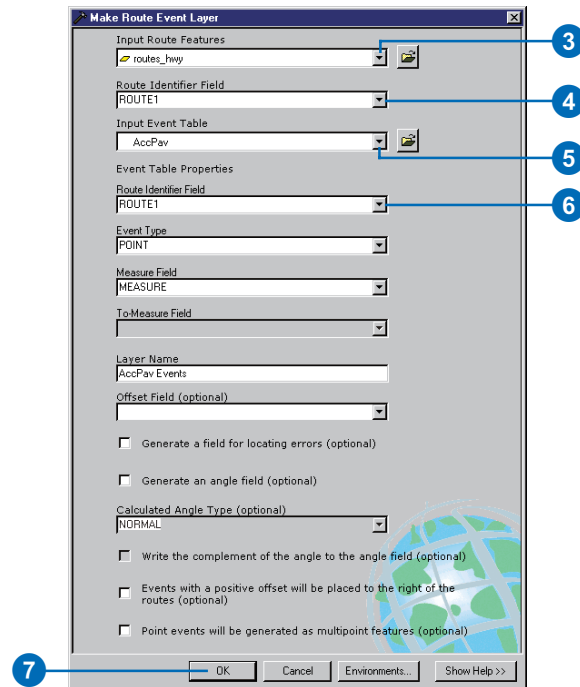 Make Route Event Layer
Input Route Features
routes_hwy
3
Route Identifier Field
ROUTE1
4
Input Event Table
AccPav
5
Event Table Properties
Route Identifier Field
ROUTE1
6
Event Type
POINT
Measure Field
MEASURE
To-Measure Field
Layer Name
AccPav Events
Offset Field (optional)
Generate a field for locating errors (optional)
Generate an angle field (optional)
Calculated Angle Type (optional)
NORMAL
Write the complement of the angle to the angle field (optional)
Events with a positive offset will be placed to the right of the
routes (optional)
Point events will be generated as multipoint features (optional)
7
OK Cancel Environments... Show Help >>